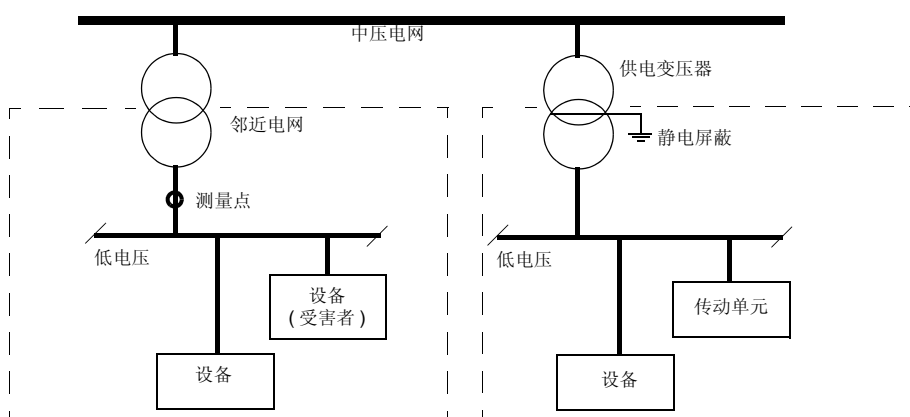 中压电网
供电变压器
邻近电网
静电屏蔽
测量点
低电压
低电压
设备
(受害者)
传动单元
设备
设备